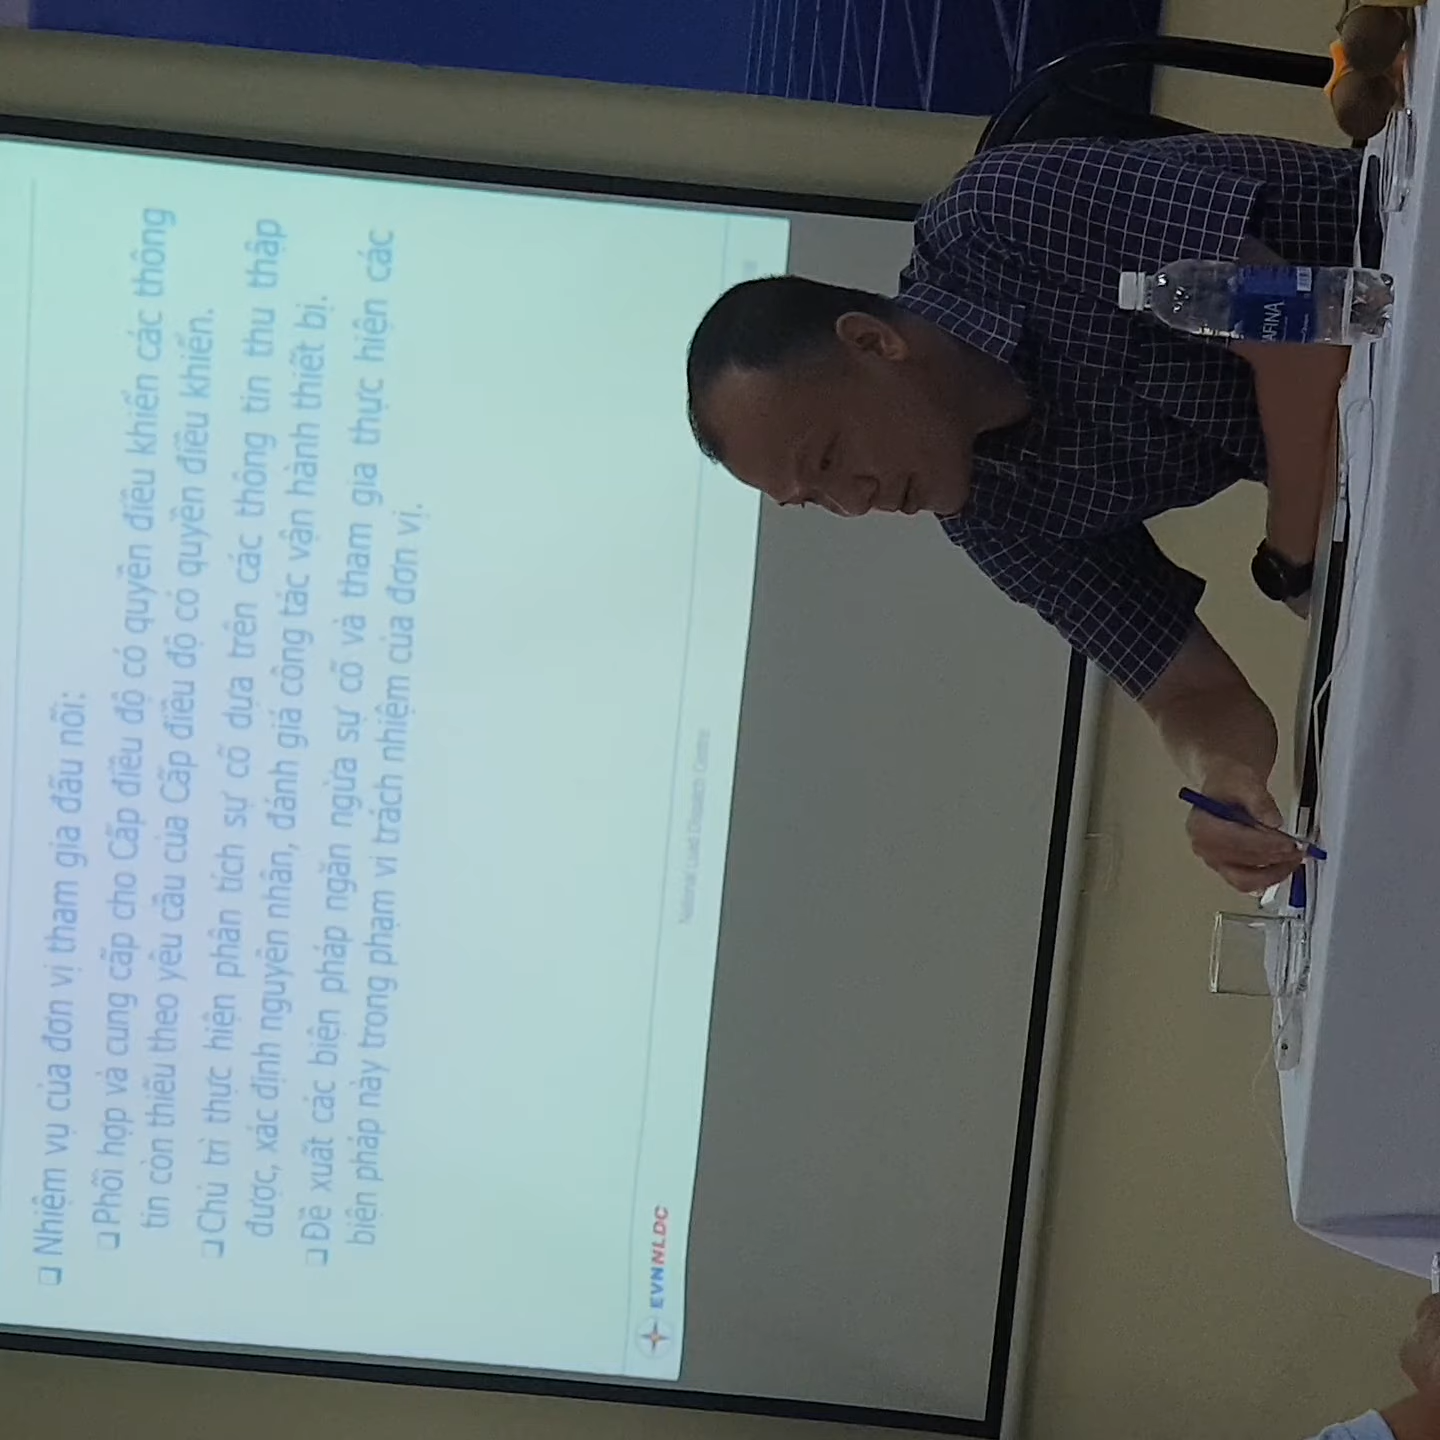 ❑ Nhiệm vụ của đơn vị tham gia đấu nối:
❑ Phối hợp và cung cấp cho Cấp điều độ có quyền điều khiển các thông
tin còn thiếu theo yêu cầu của Cấp điều độ có quyền điều khiển.
❑ Chủ trì thực hiện phân tích sự cố dựa trên các thông tin thu thập
được, xác định nguyên nhân, đánh giá công tác vận hành thiết bị.
❑ Đề xuất các biện pháp ngăn ngừa sự cố và tham gia thực hiện các
biện pháp này trong phạm vi trách nhiệm của đơn vị.
EVNNLDC
National Load Dispatch Centre
AFINA